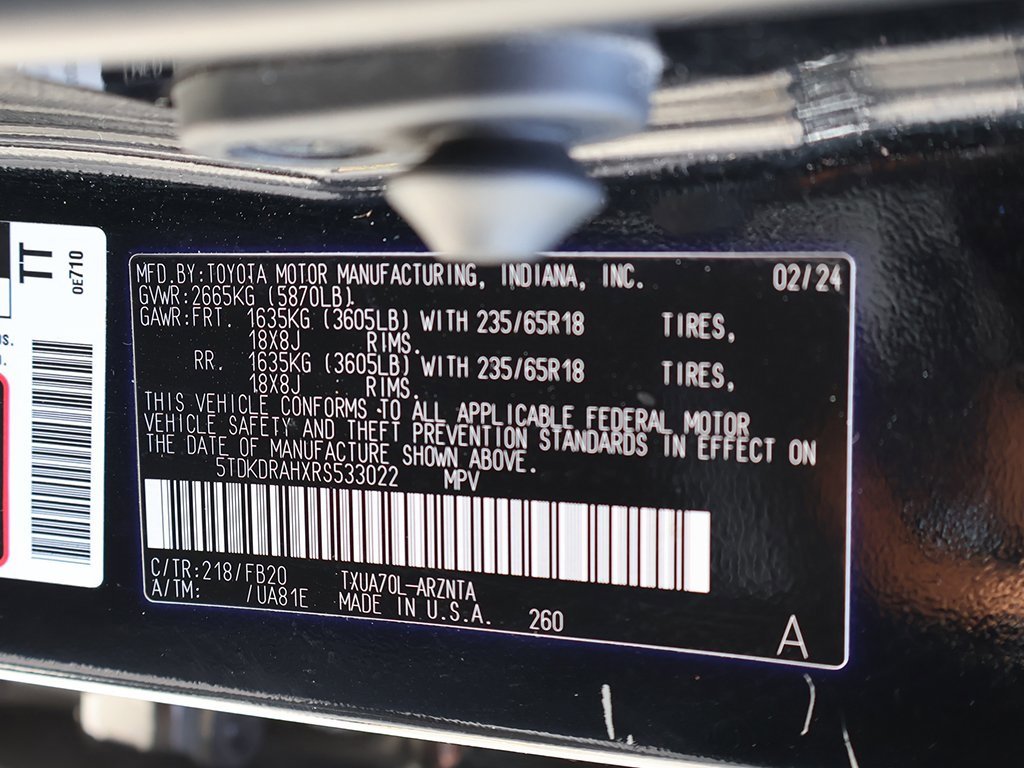 TT
0E710
MFD.BY:TOYOTA MOTOR MANUFACTURING, INDIANA, INC. 02/24
GVWR:2665KG (5870LB)
GAWR:FRT. 1635KG (3605LB) WITH 235/65R18 TIRES,
18X8J RIMS.
RR. 1635KG (3605LB) WITH 235/65R18 TIRES,
18X8J RIMS.
THIS VEHICLE CONFORMS TO ALL APPLICABLE FEDERAL MOTOR
VEHICLE SAFETY AND THEFT PREVENTION STANDARDS IN EFFECT ON
THE DATE OF MANUFACTURE SHOWN ABOVE.
5TDKDRAHXRS533022 MPV
C/TR:218/FB20 TXUA70L-ARZNTA
A/TM: /UA81E MADE IN U.S.A. 260
A